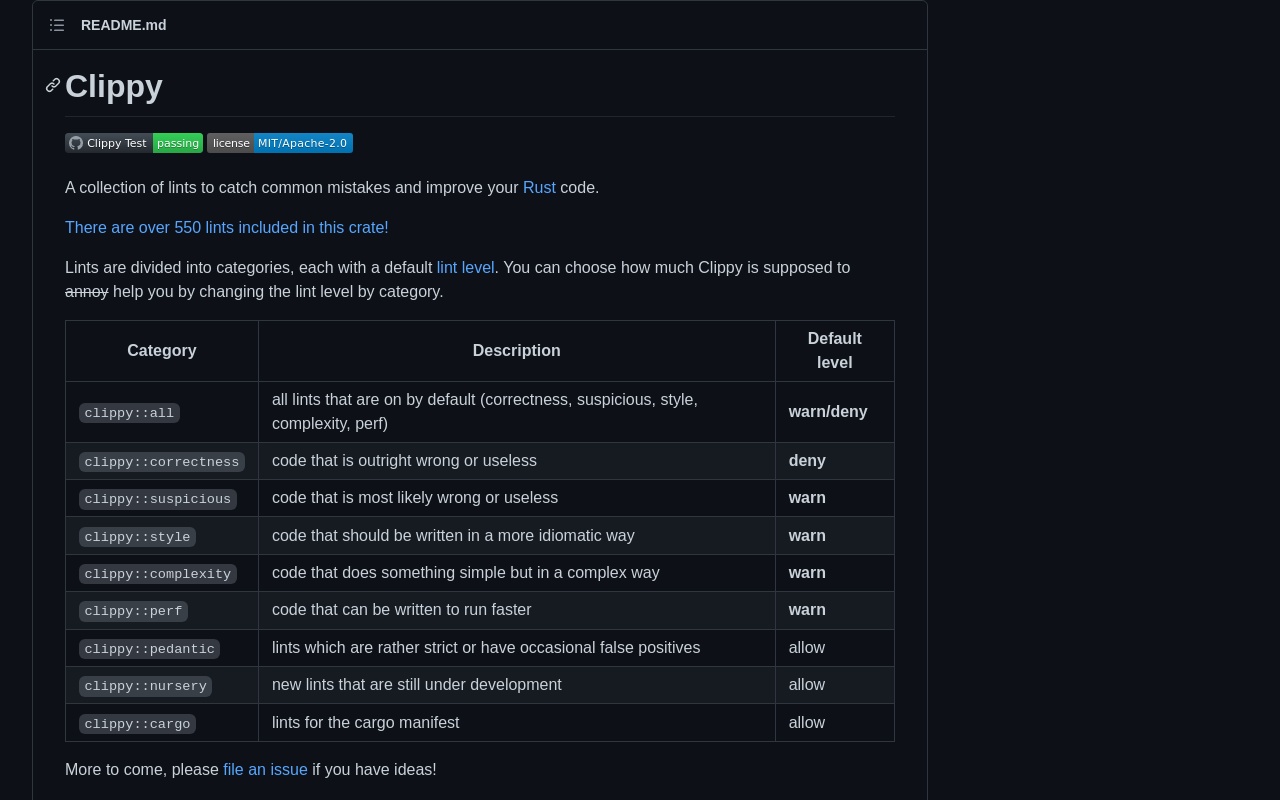 README.md
Clippy
Clippy Test passing license MIT/Apache-2.0
A collection of lints to catch common mistakes and improve your Rust code.
There are over 550 lints included in this crate!
Lints are divided into categories, each with a default lint level. You can choose how much Clippy is supposed to
annoy help you by changing the lint level by category.
Category Description Default level
clippy::all all lints that are on by default (correctness, suspicious, style, complexity, perf) warn/deny
clippy::correctness code that is outright wrong or useless deny
clippy::suspicious code that is most likely wrong or useless warn
clippy::style code that should be written in a more idiomatic way warn
clippy::complexity code that does something simple but in a complex way warn
clippy::perf code that can be written to run faster warn
clippy::pedantic lints which are rather strict or have occasional false positives allow
clippy::nursery new lints that are still under development allow
clippy::cargo lints for the cargo manifest allow
More to come, please file an issue if you have ideas!